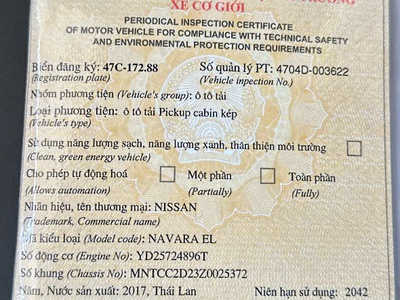 XE CƠ GIỚI
PERIODICAL INSPECTION CERTIFICATE
OF MOTOR VEHICLE FOR COMPLIANCE WITH TECHNICAL SAFETY
AND ENVIRONMENTAL PROTECTION REQUIREMENTS
Biển đăng ký: 47C-172.88 Số quản lý PT: 4704D-003622
(Registration plate) (Vehicle inspection No.)
Nhóm phương tiện (Vehicle's group): ô tô tải
Loại phương tiện: ô tô tải Pickup cabin kép
(Vehicle's type)
Sử dụng năng lượng sạch, năng lượng xanh, thân thiện môi trường
(Clean, green energy vehicle)
Cho phép tự động hoá Một phần Toàn phần
(Allows automation) (Partially) (Fully)
Nhãn hiệu, tên thương mại: NISSAN
(Trademark, Commercial name)
Mã kiểu loại (Model code): NAVARA EL
Số động cơ (Engine No): YD25724896T
Số khung (Chassis No): MNTCC2D23Z0025372
Năm, Nước sản xuất: 2017, Thái Lan Niên hạn sử dụng: 2042